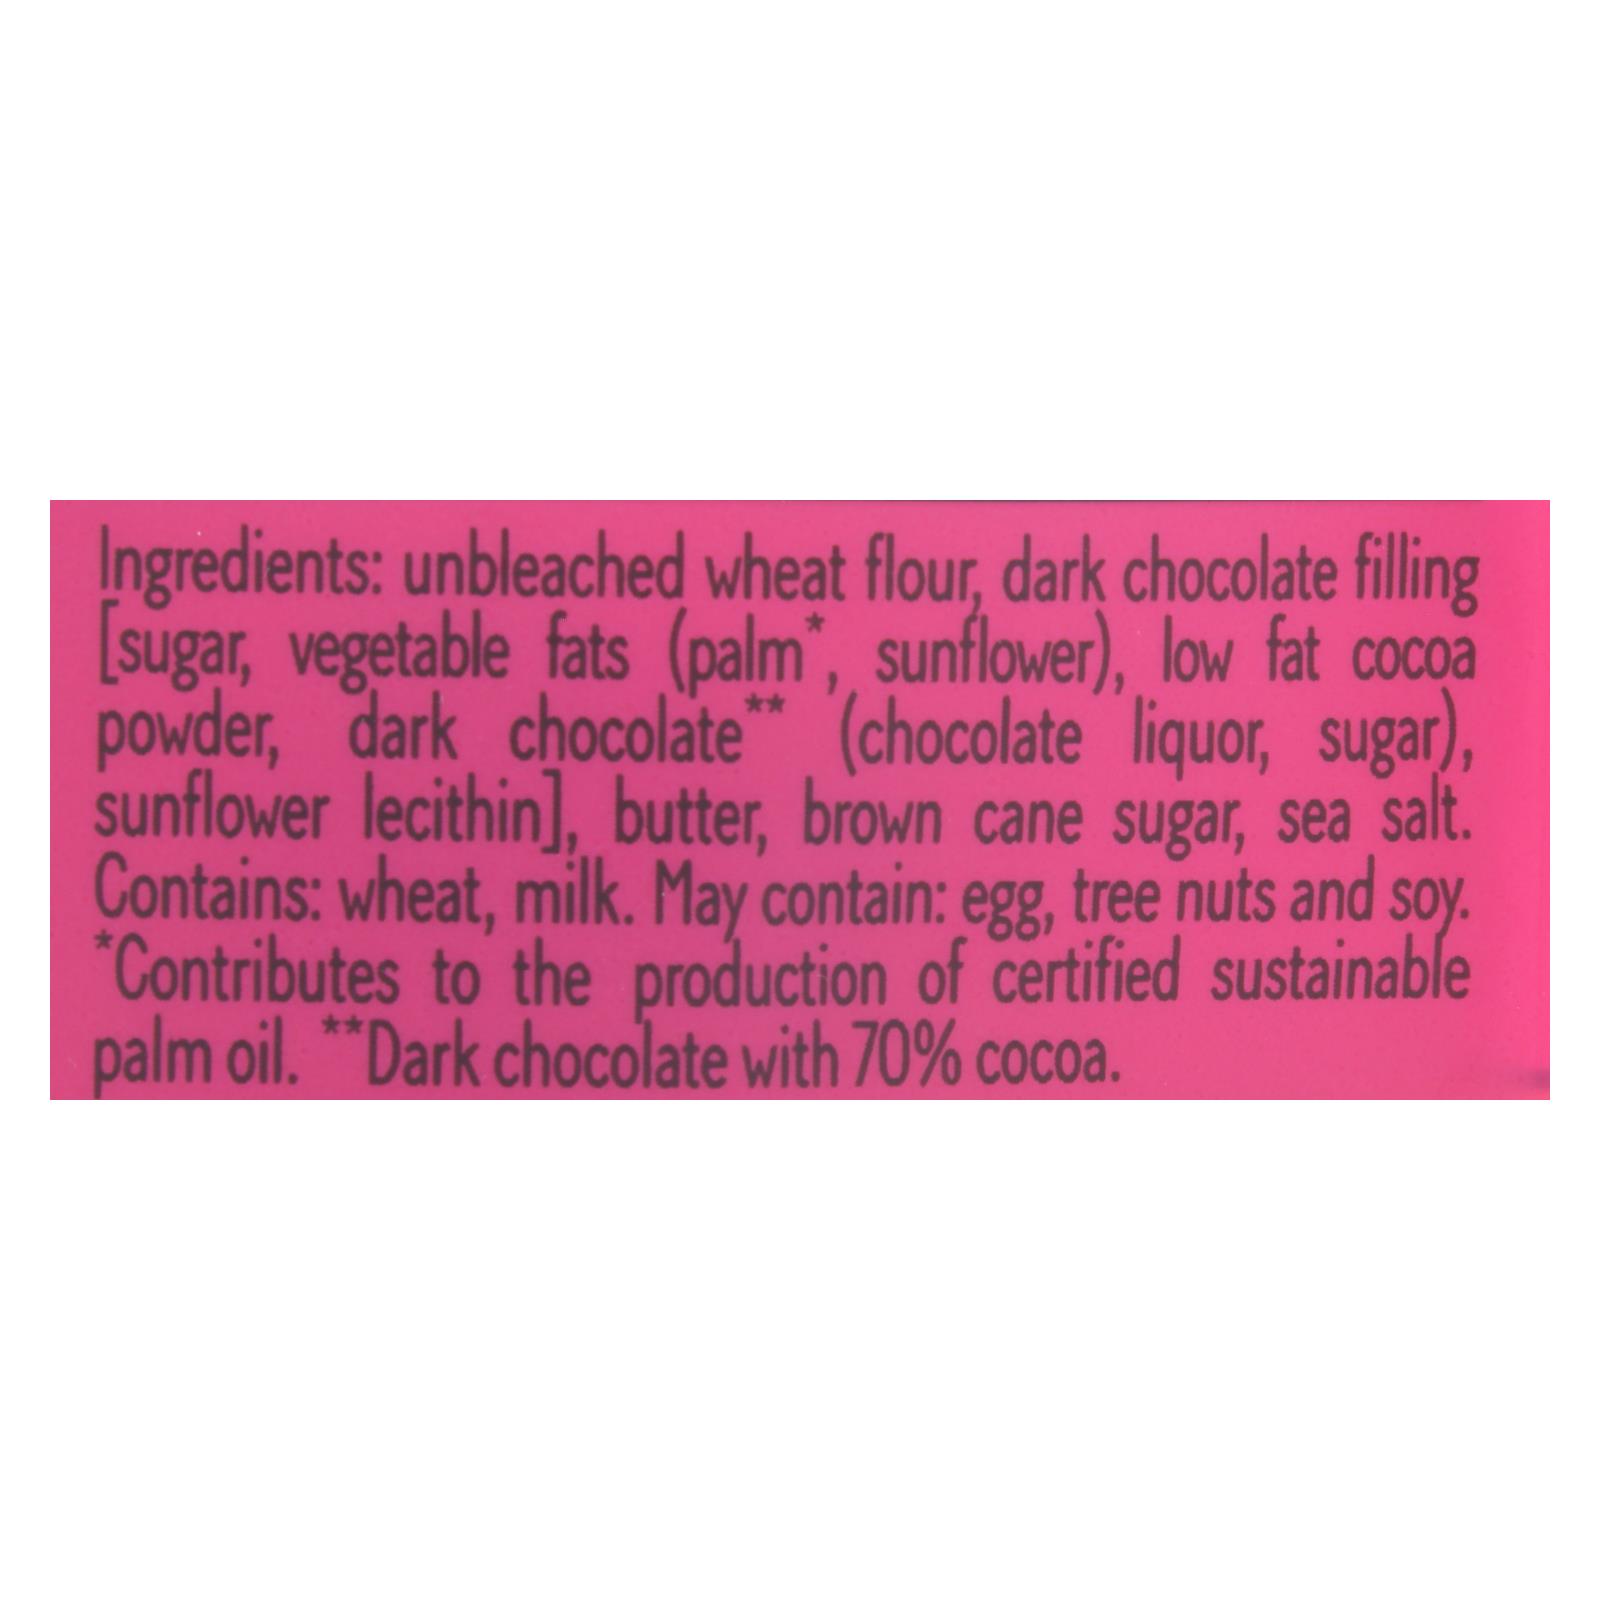 Ingredients: unbleached wheat flour, dark chocolate filling
[sugar, vegetable fats (palm*, sunflower), low fat cocoa
powder, dark chocolate** (chocolate liquor, sugar),
sunflower lecithin], butter, brown cane sugar, sea salt.
Contains: wheat, milk. May contain: egg, tree nuts and soy.
*Contributes to the production of certified sustainable
palm oil. **Dark chocolate with 70% cocoa.